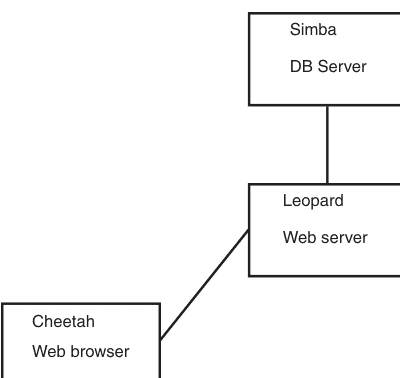 Simba
DB Server
Leopard
Web server
Cheetah
Web browser